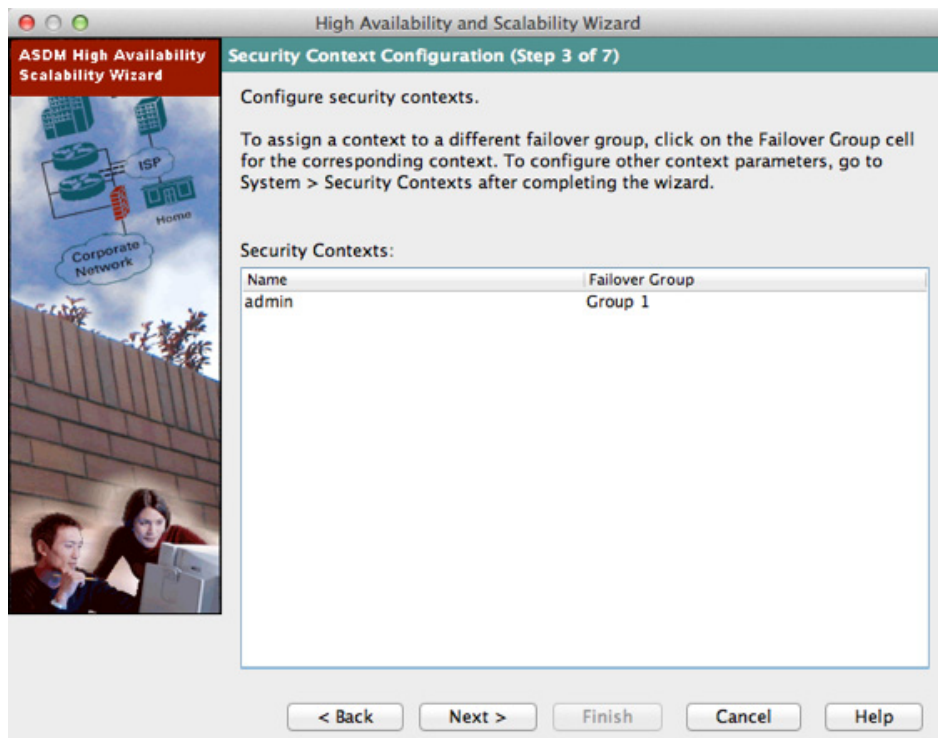 High Availability and Scalability Wizard
ASDM High Availability
Scalability Wizard
ISP
Home
Corporate
Network
Security Context Configuration (Step 3 of 7)
Configure security contexts.
To assign a context to a different failover group, click on the Failover Group cell
for the corresponding context. To configure other context parameters, go to
System > Security Contexts after completing the wizard.
Security Contexts:
Name Failover Group
admin Group 1
< Back Next > Finish Cancel Help